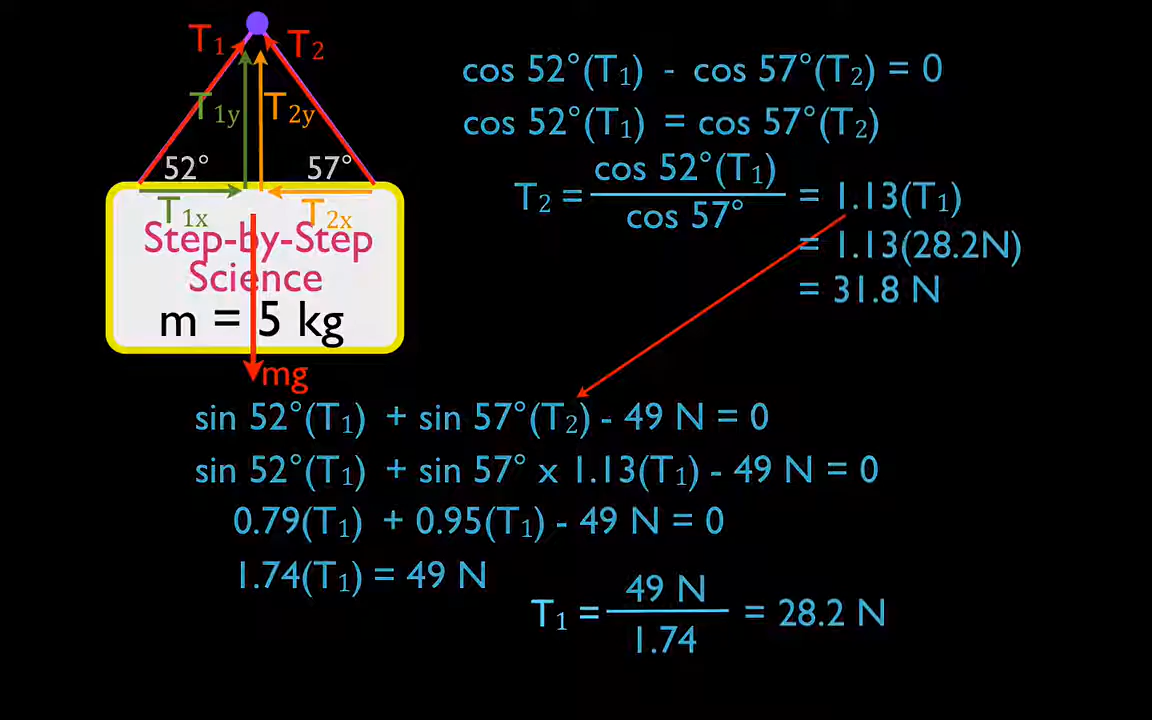 T₁ T₂
T₁y T₂y
52° 57°
T₁x T₂x
Step-by-Step
Science
m = 5 kg
mg
cos 52°(T₁) - cos 57°(T₂) = 0
cos 52°(T₁) = cos 57°(T₂)
T₂ = cos 52°(T₁) / cos 57° = 1.13(T₁)
= 1.13(28.2N)
= 31.8 N
sin 52°(T₁) + sin 57°(T₂) - 49 N = 0
sin 52°(T₁) + sin 57° x 1.13(T₁) - 49 N = 0
0.79(T₁) + 0.95(T₁) - 49 N = 0
1.74(T₁) = 49 N
T₁ = 49 N / 1.74 = 28.2 N